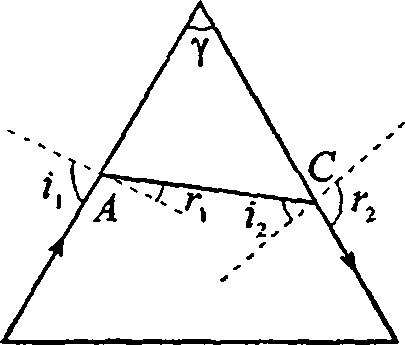 γ
C
i₁
A
r₁
i₂
r₂